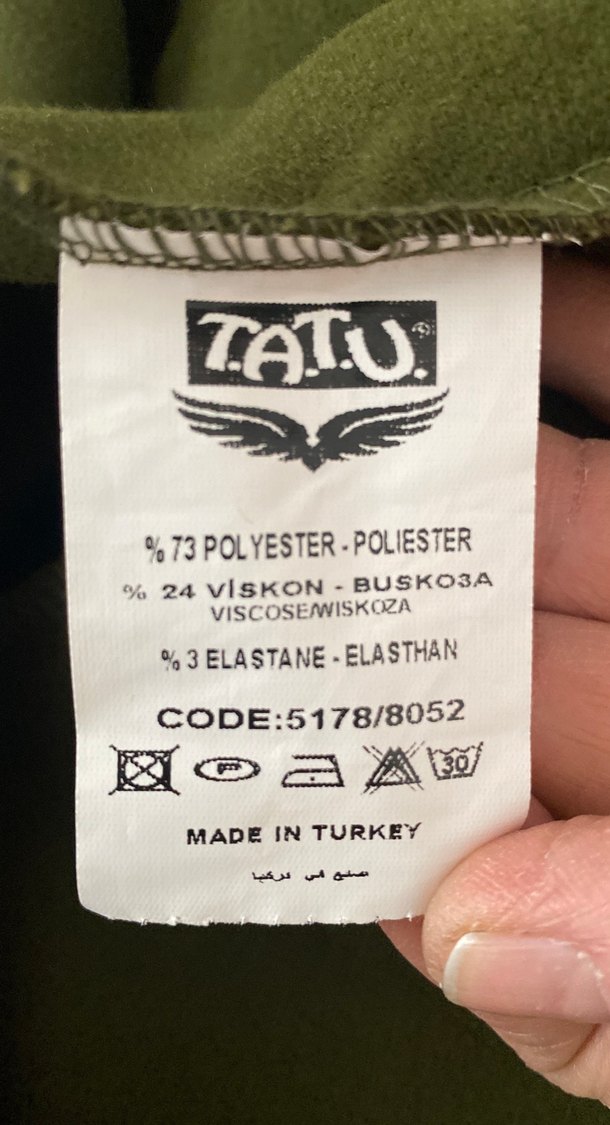 T.A.T.U.®
% 73 POLYESTER - POLIESTER
% 24 VİSKON - BUSKO3A
VISCOSE/WISKOZA
% 3 ELASTANE - ELASTHAN
CODE:5178/8052
F 30
MADE IN TURKEY
صنع في تركيا